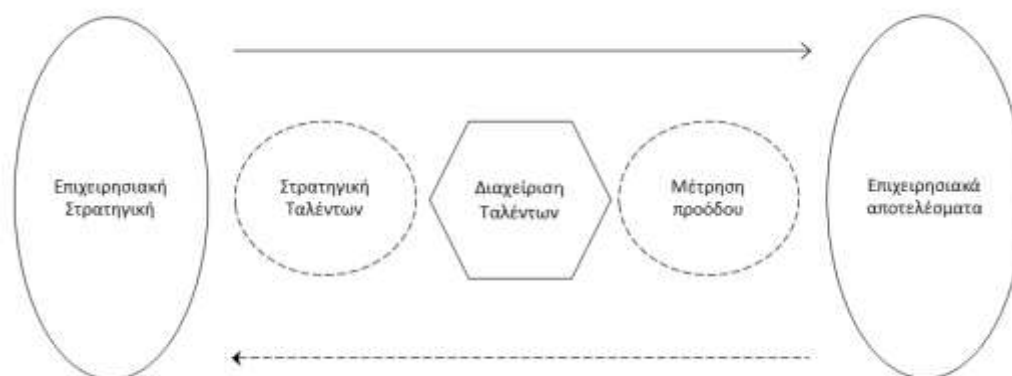 Επιχειρησιακή
Στρατηγική
Στρατηγική
Ταλέντων
Διαχείριση
Ταλέντων
Μέτρηση
προόδου
Επιχειρησιακά
αποτελέσματα